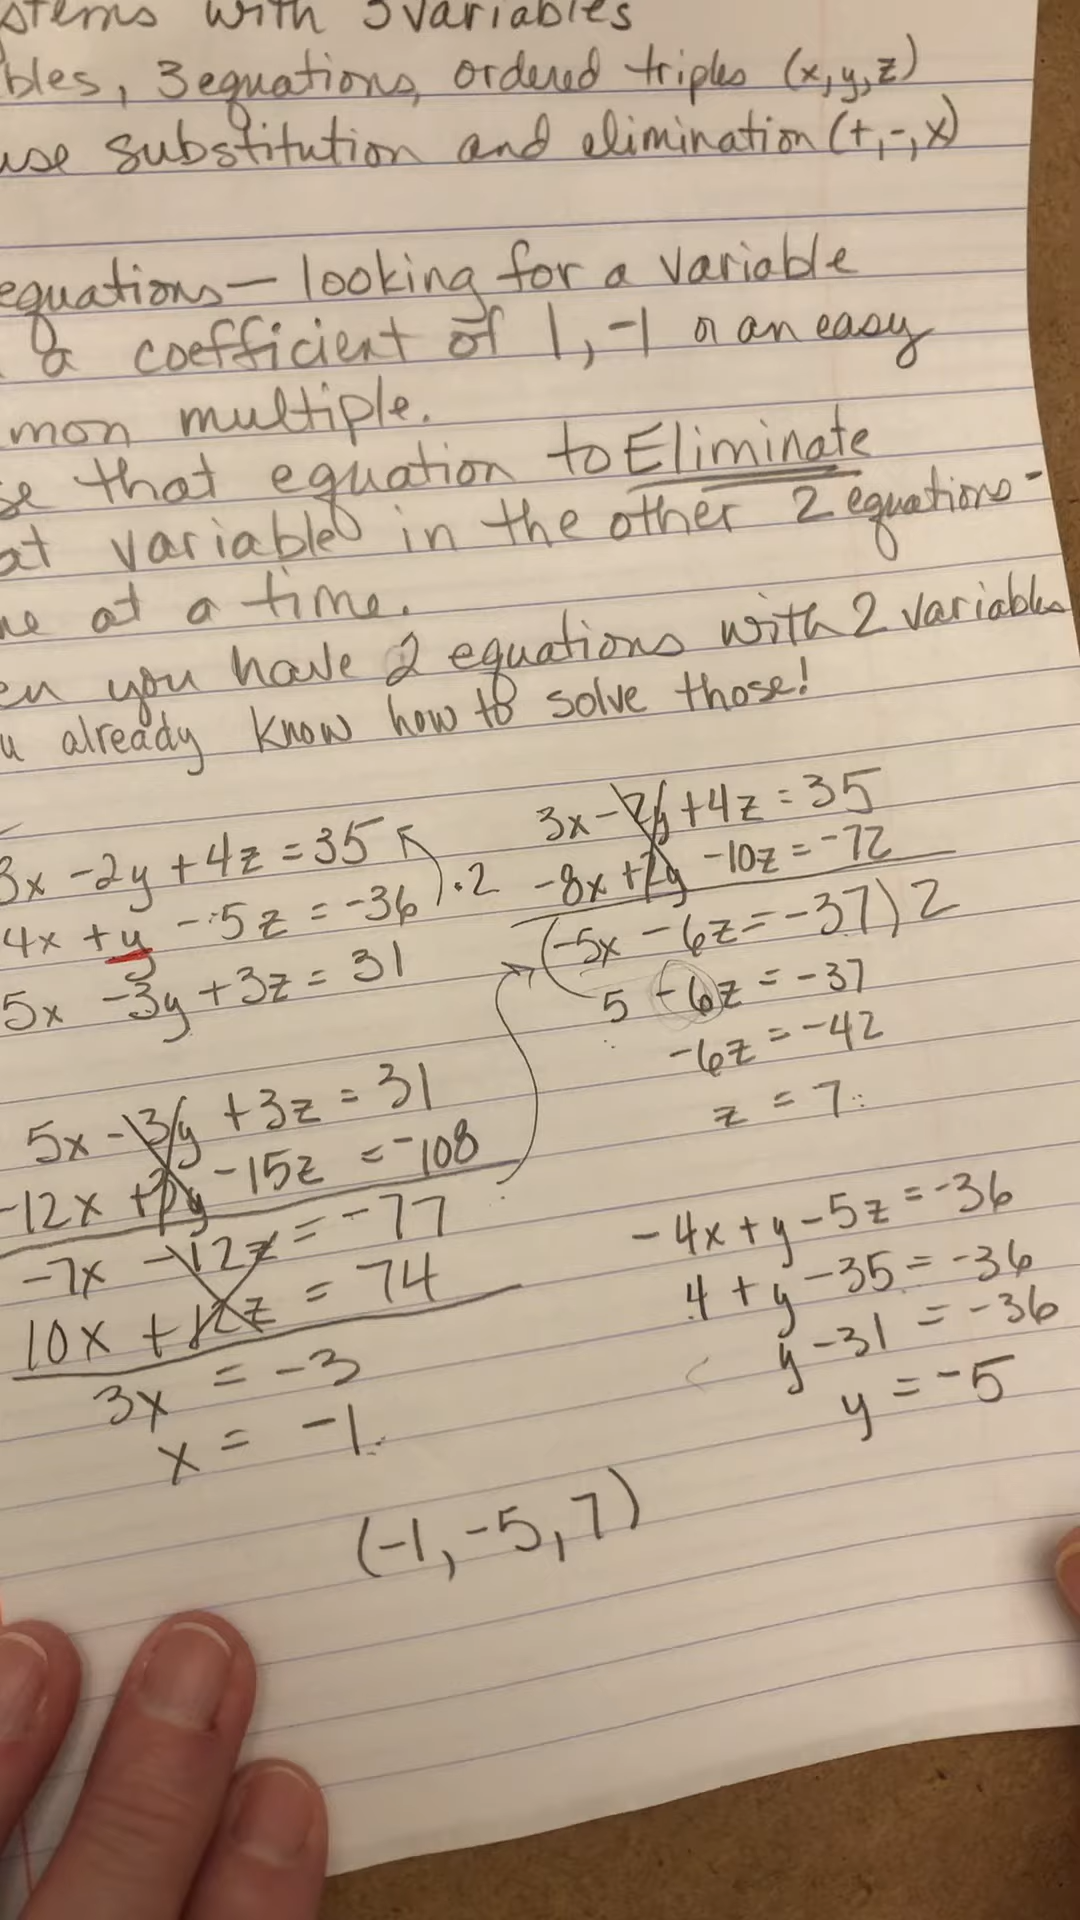 stems with 3 variables
bles, 3 equations, ordered triples (x,y,z)
use substitution and elimination (+,-,x)
equations — looking for a variable
a coefficient of 1, -1 or an easy
mon multiple.
se that equation to Eliminate
at variable in the other 2 equations -
ne at a time.
en you have 2 equations with 2 variables
u already know how to solve those!
3x - 2y + 4z = 35
4x + y - 5z = -36 ) · 2
5x - 3y + 3z = 31
5x - 3y + 3z = 31
-12x + 3y - 15z = -108
-7x - 12z = -77
10x + 12z = 74
3x = -3
x = -1
3x - 2y + 4z = 35
-8x + 2y - 10z = -72
(-5x - 6z = -37) 2
5 - 6z = -37
-6z = -42
z = 7
-4x + y - 5z = -36
4 + y - 35 = -36
y - 31 = -36
y = -5
(-1, -5, 7)